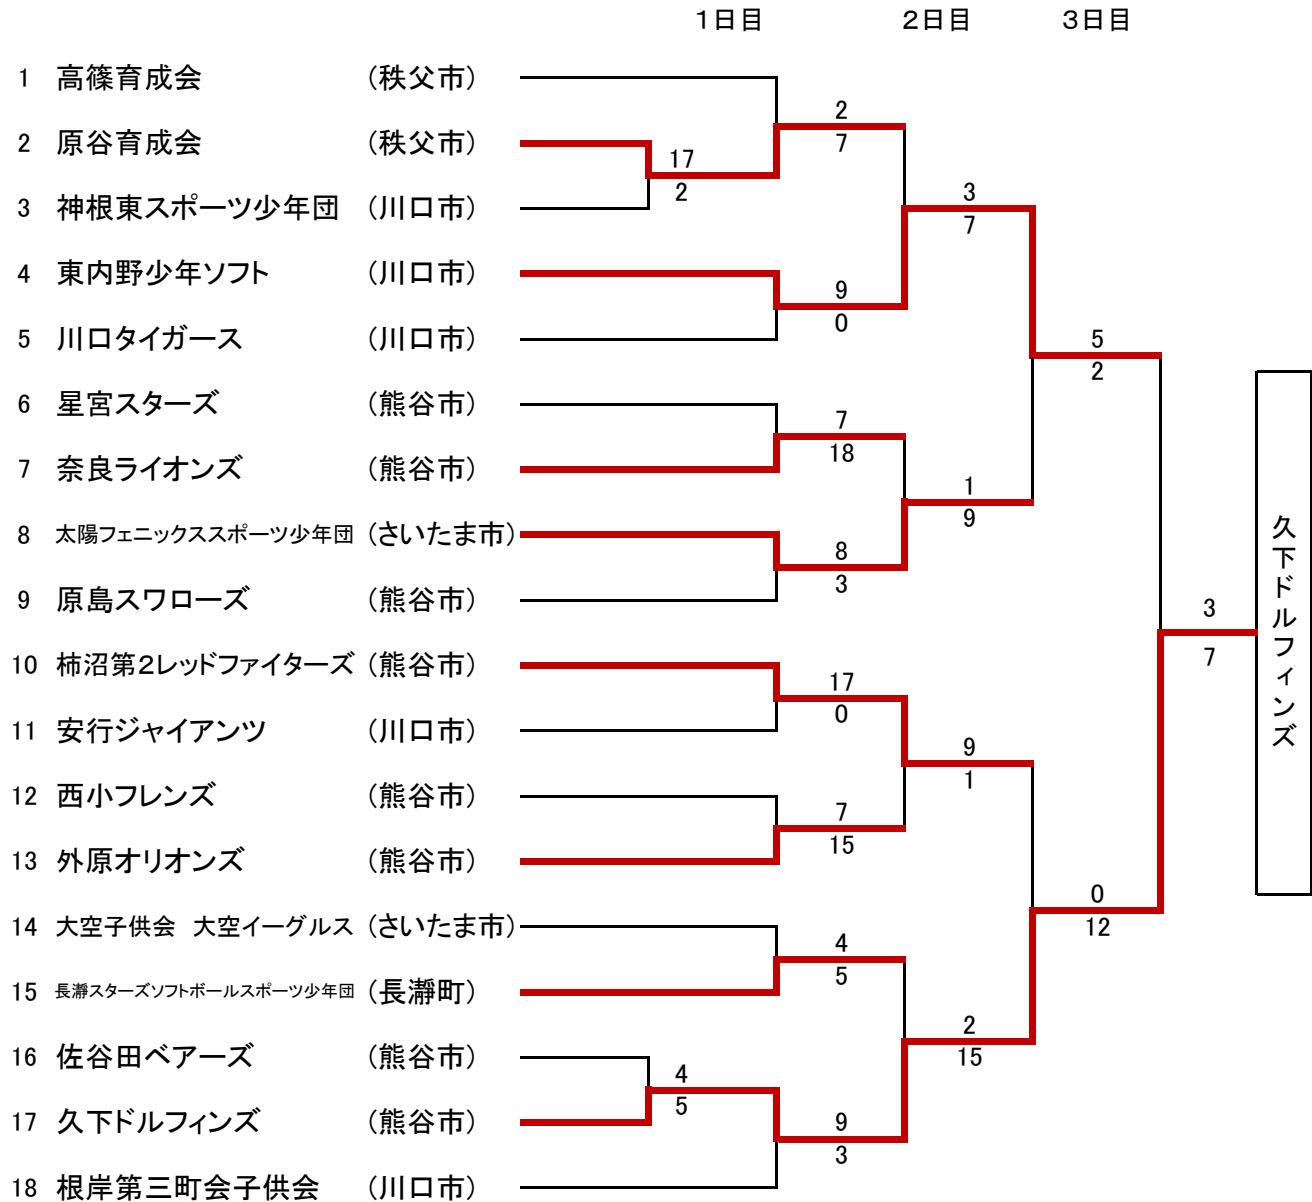 １日目 ２日目 ３日目
1 高篠育成会 （秩父市）
2 原谷育成会 （秩父市）
3 神根東スポーツ少年団 （川口市）
4 東内野少年ソフト （川口市）
5 川口タイガース （川口市）
6 星宮スターズ （熊谷市）
7 奈良ライオンズ （熊谷市）
8 太陽フェニックススポーツ少年団 （さいたま市）
9 原島スワローズ （熊谷市）
10 柿沼第２レッドファイターズ （熊谷市）
11 安行ジャイアンツ （川口市）
12 西小フレンズ （熊谷市）
13 外原オリオンズ （熊谷市）
14 大空子供会　大空イーグルス （さいたま市）
15 長瀞スターズソフトボールスポーツ少年団 （長瀞町）
16 佐谷田ベアーズ （熊谷市）
17 久下ドルフィンズ （熊谷市）
18 根岸第三町会子供会 （川口市）
17
2
4
5
2
7
9
0
7
18
8
3
17
0
7
15
4
5
9
3
3
7
1
9
9
1
2
15
5
2
0
12
3
7
久下ドルフィンズ